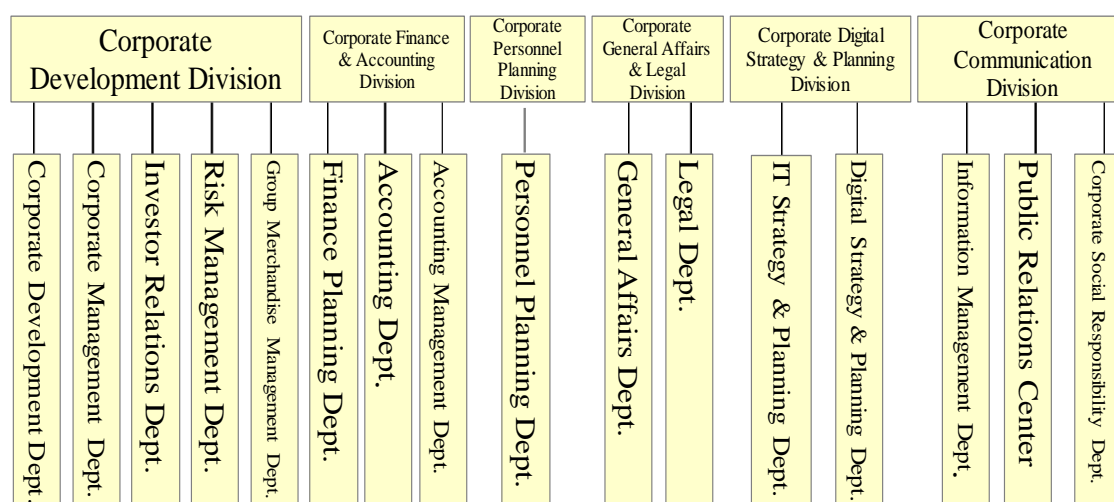 Corporate
Development Division
Corporate Finance
& Accounting
Division
Corporate
Personnel
Planning
Division
Corporate
General Affairs
& Legal
Division
Corporate Digital
Strategy & Planning
Division
Corporate
Communication
Division
Corporate Development Dept.
Corporate Management Dept.
Investor Relations Dept.
Risk Management Dept.
Group Merchandise Management Dept.
Finance Planning Dept.
Accounting Dept.
Accounting Management Dept.
Personnel Planning Dept.
General Affairs Dept.
Legal Dept.
IT Strategy & Planning Dept.
Digital Strategy & Planning Dept.
Information Management Dept.
Public Relations Center
Corporate Social Responsibility Dept.